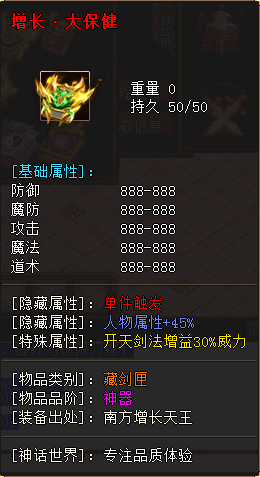 增长·大保健
重量 0
持久 50/50
[基础属性]:
防御 888-888
魔防 888-888
攻击 888-888
魔法 888-888
道术 888-888
[隐藏属性]: 单件触发
[隐藏属性]: 人物属性+45%
[特殊属性]: 开天剑法增益30%威力
[物品类别]: 藏剑匣
[物品品阶]: 神器
[装备出处]: 南方增长天王
[神话世界]: 专注品质体验